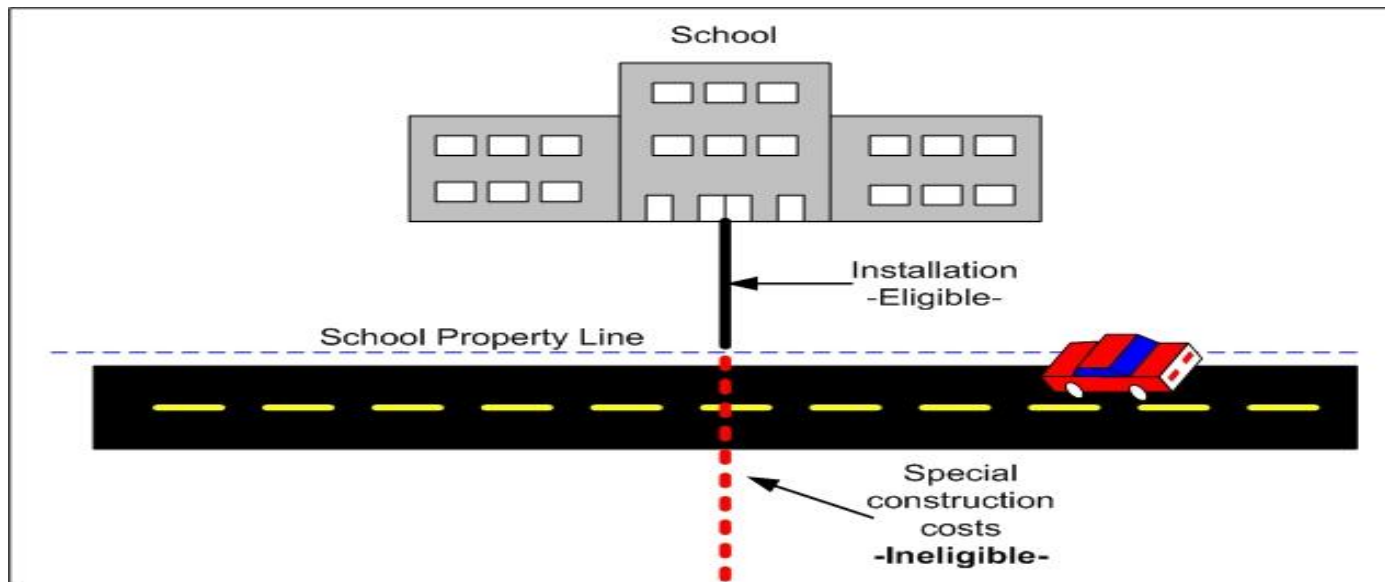 School
Installation
-Eligible-
School Property Line
Special
construction
costs
-Ineligible-